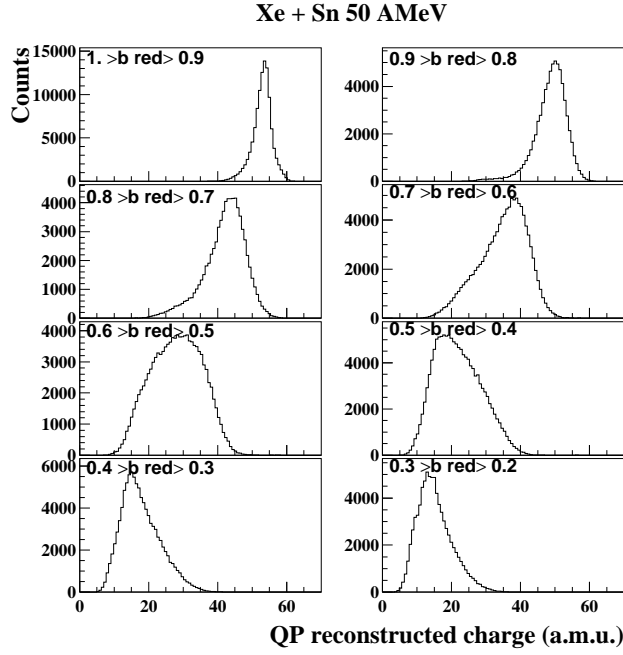 Xe + Sn 50 AMeV
Counts
15000
10000
5000
0
1. >b red> 0.9
4000
2000
0
0.9 >b red> 0.8
4000
3000
2000
1000
0
0.8 >b red> 0.7
4000
2000
0
0.7 >b red> 0.6
4000
3000
2000
1000
0
0.6 >b red> 0.5
4000
2000
0
0.5 >b red> 0.4
6000
4000
2000
0
0.4 >b red> 0.3
0 20 40 60
4000
2000
0
0.3 >b red> 0.2
0 20 40 60
QP reconstructed charge (a.m.u.)